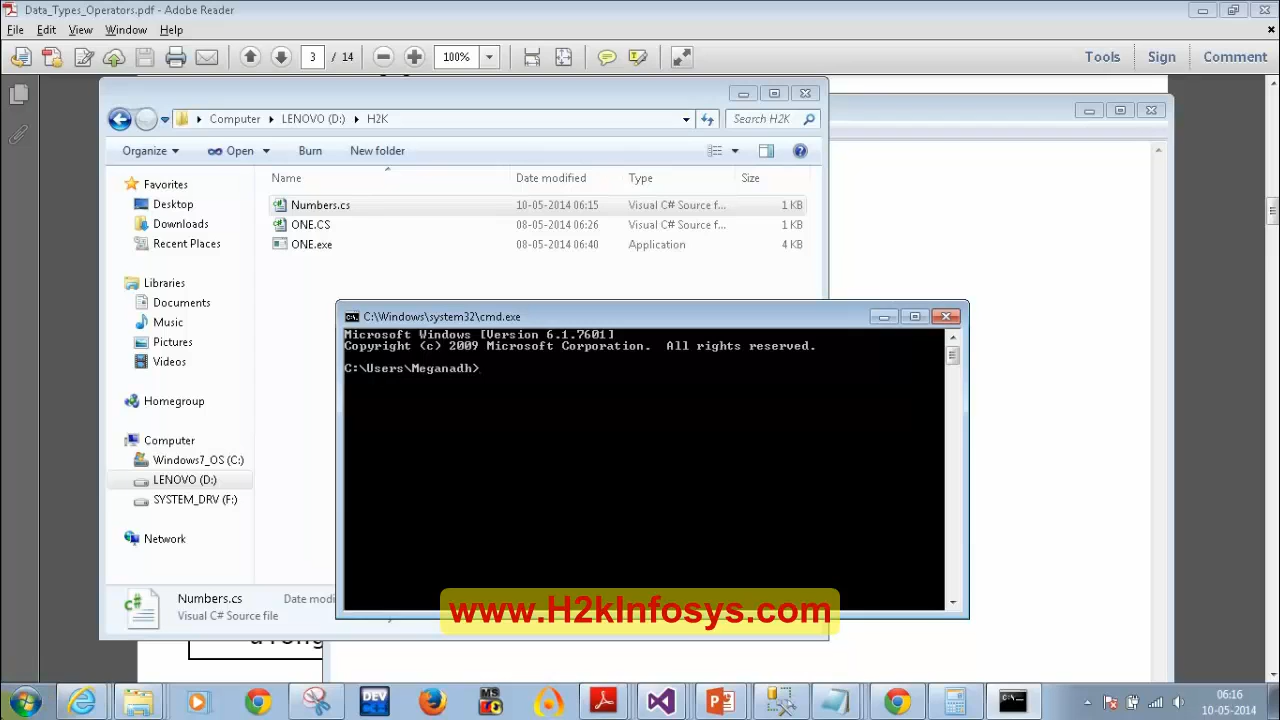 Data_Types_Operators.pdf - Adobe Reader
File Edit View Window Help
3 / 14 100% Tools Sign Comment
Computer LENOVO (D:) H2K Search H2K
Organize Open Burn New folder
Name Date modified Type Size
Favorites
Desktop
Downloads
Recent Places
Libraries
Documents
Music
Pictures
Videos
Homegroup
Computer
Windows7_OS (C:)
LENOVO (D:)
SYSTEM_DRV (F:)
Network
Numbers.cs 10-05-2014 06:15 Visual C# Source f... 1 KB
ONE.CS 08-05-2014 06:26 Visual C# Source f... 1 KB
ONE.exe 08-05-2014 06:40 Application 4 KB
C:\Windows\system32\cmd.exe
Microsoft Windows [Version 6.1.7601]
Copyright (c) 2009 Microsoft Corporation. All rights reserved.
C:\Users\Meganadh>
Numbers.cs Date modi
Visual C# Source file
www.H2kInfosys.com
DEV
MS
SQ
06:16
10-05-2014